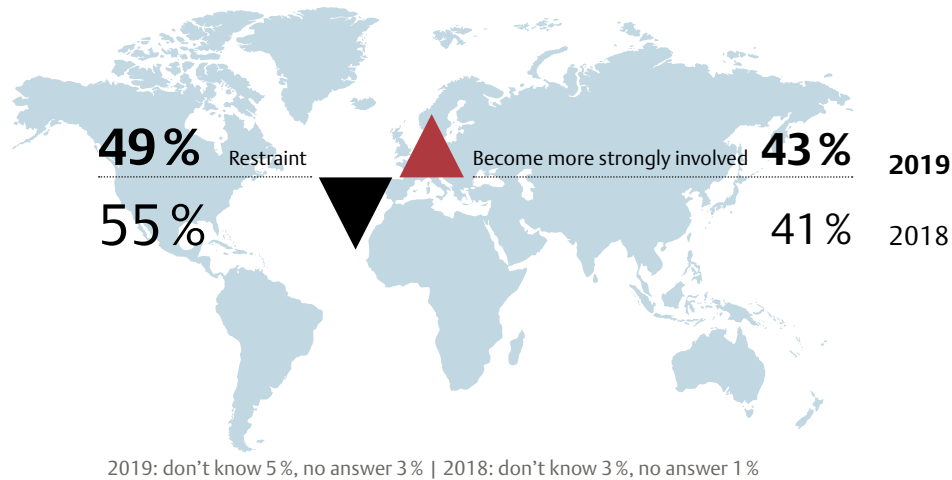 49 % Restraint Become more strongly involved 43 % 2019
55 % 41 % 2018
2019: don’t know 5 %, no answer 3 % | 2018: don’t know 3 %, no answer 1 %